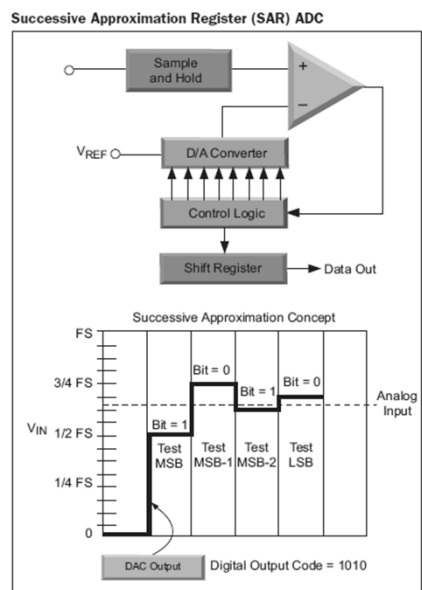 Successive Approximation Register (SAR) ADC
Sample
and Hold
+
−
VREF
D/A Converter
Control Logic
Shift Register
Data Out
Successive Approximation Concept
FS
3/4 FS
VIN
1/2 FS
1/4 FS
0
Bit = 1
Bit = 0
Bit = 1
Bit = 0
Test
MSB
Test
MSB-1
Test
MSB-2
Test
LSB
Analog
Input
DAC Output
Digital Output Code = 1010